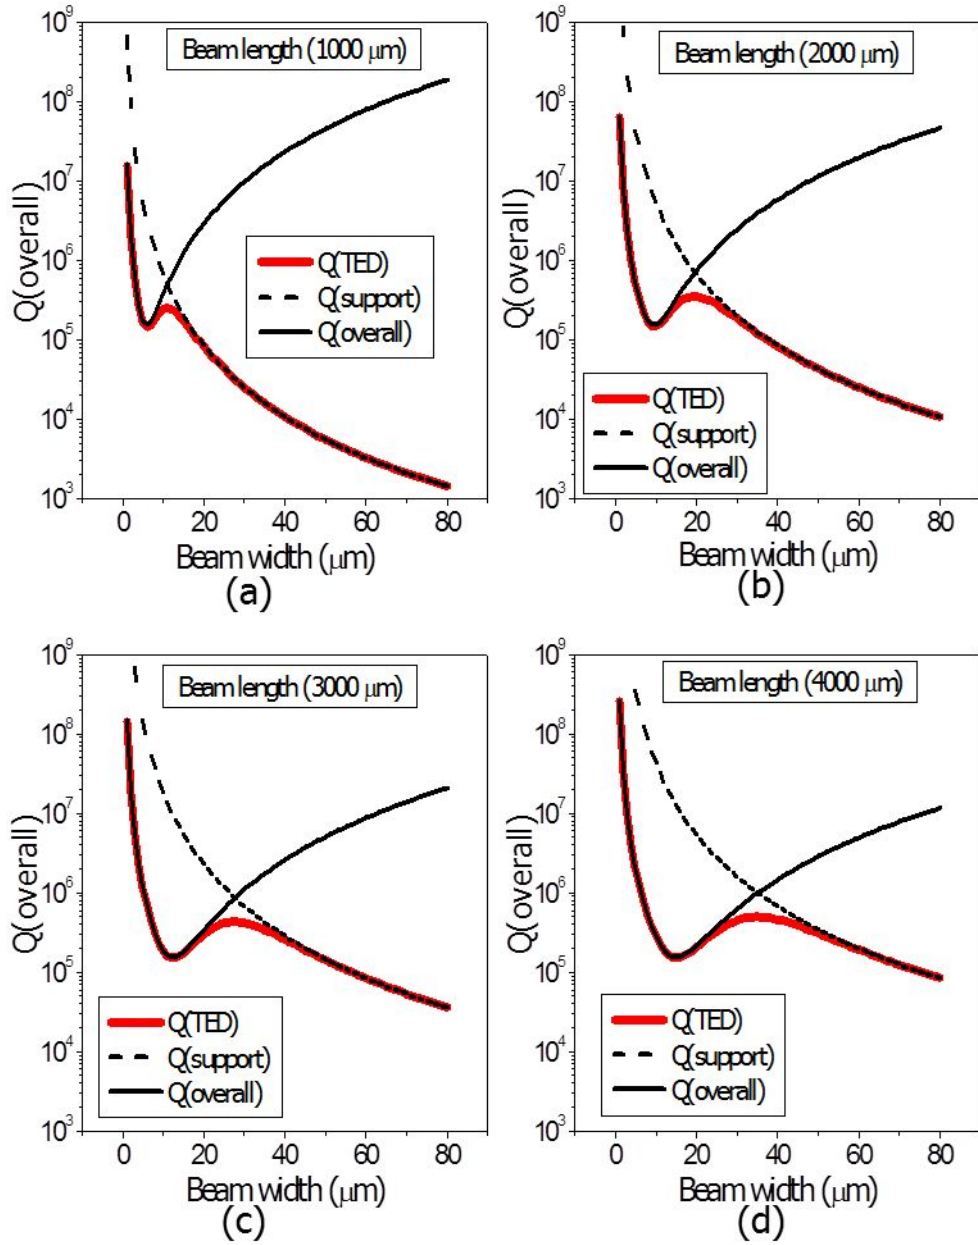 Beam length (1000 μm)
Q(overall)
10⁹
10⁸
10⁷
10⁶
10⁵
10⁴
10³
Q(TED)
Q(support)
Q(overall)
0 20 40 60 80
Beam width (μm)
(a)
Beam length (2000 μm)
Q(overall)
10⁹
10⁸
10⁷
10⁶
10⁵
10⁴
10³
Q(TED)
Q(support)
Q(overall)
0 20 40 60 80
Beam width (μm)
(b)
Beam length (3000 μm)
Q(overall)
10⁹
10⁸
10⁷
10⁶
10⁵
10⁴
10³
Q(TED)
Q(support)
Q(overall)
0 20 40 60 80
Beam width (μm)
(c)
Beam length (4000 μm)
Q(overall)
10⁹
10⁸
10⁷
10⁶
10⁵
10⁴
10³
Q(TED)
Q(support)
Q(overall)
0 20 40 60 80
Beam width (μm)
(d)